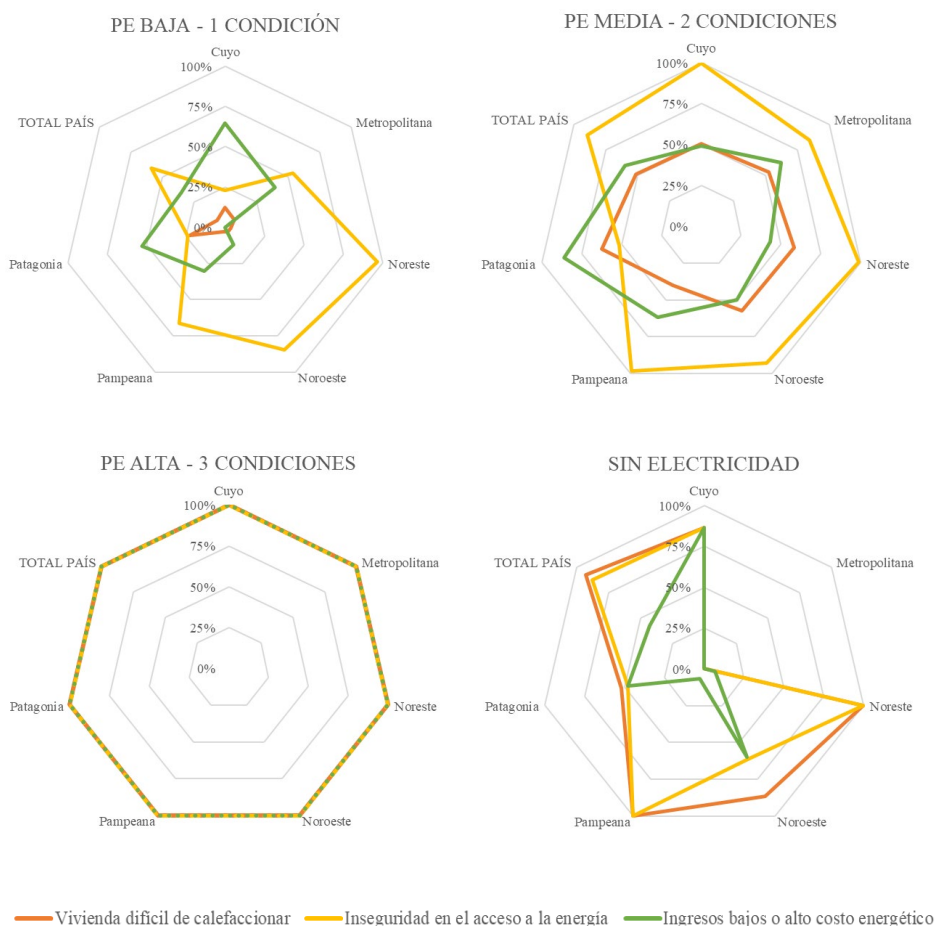 PE BAJA - 1 CONDICIÓN
Cuyo
100%
75%
50%
25%
0%
Metropolitana
Noreste
Noroeste
Pampeana
Patagonia
TOTAL PAÍS
PE MEDIA - 2 CONDICIONES
Cuyo
100%
75%
50%
25%
0%
Metropolitana
Noreste
Noroeste
Pampeana
Patagonia
TOTAL PAÍS
PE ALTA - 3 CONDICIONES
Cuyo
100%
75%
50%
25%
0%
Metropolitana
Noreste
Noroeste
Pampeana
Patagonia
TOTAL PAÍS
SIN ELECTRICIDAD
Cuyo
100%
75%
50%
25%
0%
Metropolitana
Noreste
Noroeste
Pampeana
Patagonia
TOTAL PAÍS
Vivienda difícil de calefaccionar
Inseguridad en el acceso a la energía
Ingresos bajos o alto costo energético